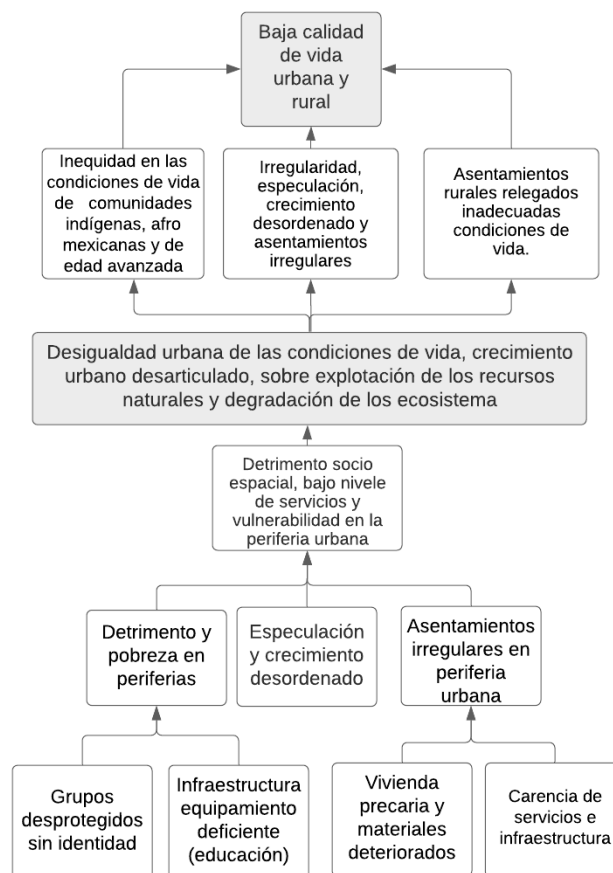 Baja calidad
de vida
urbana y
rural
Inequidad en las
condiciones de vida
de comunidades
indígenas, afro
mexicanas y de
edad avanzada
Irregularidad,
especulación,
crecimiento
desordenado y
asentamientos
irregulares
Asentamientos
rurales relegados
inadecuadas
condiciones de
vida.
Desigualdad urbana de las condiciones de vida, crecimiento
urbano desarticulado, sobre explotación de los recursos
naturales y degradación de los ecosistema
Detrimento socio
espacial, bajo nivele
de servicios y
vulnerabilidad en la
periferia urbana
Detrimento y
pobreza en
periferias
Especulación
y crecimiento
desordenado
Asentamientos
irregulares en
periferia
urbana
Grupos
desprotegidos
sin identidad
Infraestructura
equipamiento
deficiente
(educación)
Vivienda
precaria y
materiales
deteriorados
Carencia de
servicios e
infraestructura